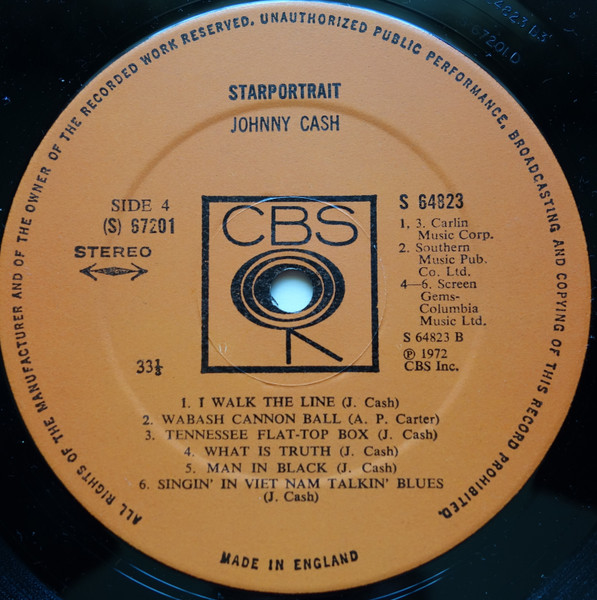 ALL RIGHTS OF THE MANUFACTURER AND OF THE OWNER OF THE RECORDED WORK RESERVED. UNAUTHORIZED PUBLIC PERFORMANCE, BROADCASTING AND COPYING OF THIS RECORD PROHIBITED.
STARPORTRAIT
JOHNNY CASH
SIDE 4
(S) 67201
STEREO
33⅓
CBS
S 64823
1, 3. Carlin
Music Corp.
2. Southern
Music Pub.
Co. Ltd.
4—6. Screen
Gems-
Columbia
Music Ltd.
S 64823 B
℗ 1972
CBS Inc.
1. I WALK THE LINE (J. Cash)
2. WABASH CANNON BALL (A. P. Carter)
3. TENNESSEE FLAT-TOP BOX (J. Cash)
4. WHAT IS TRUTH (J. Cash)
5. MAN IN BLACK (J. Cash)
6. SINGIN' IN VIET NAM TALKIN' BLUES
(J. Cash)
MADE IN ENGLAND
67201 D